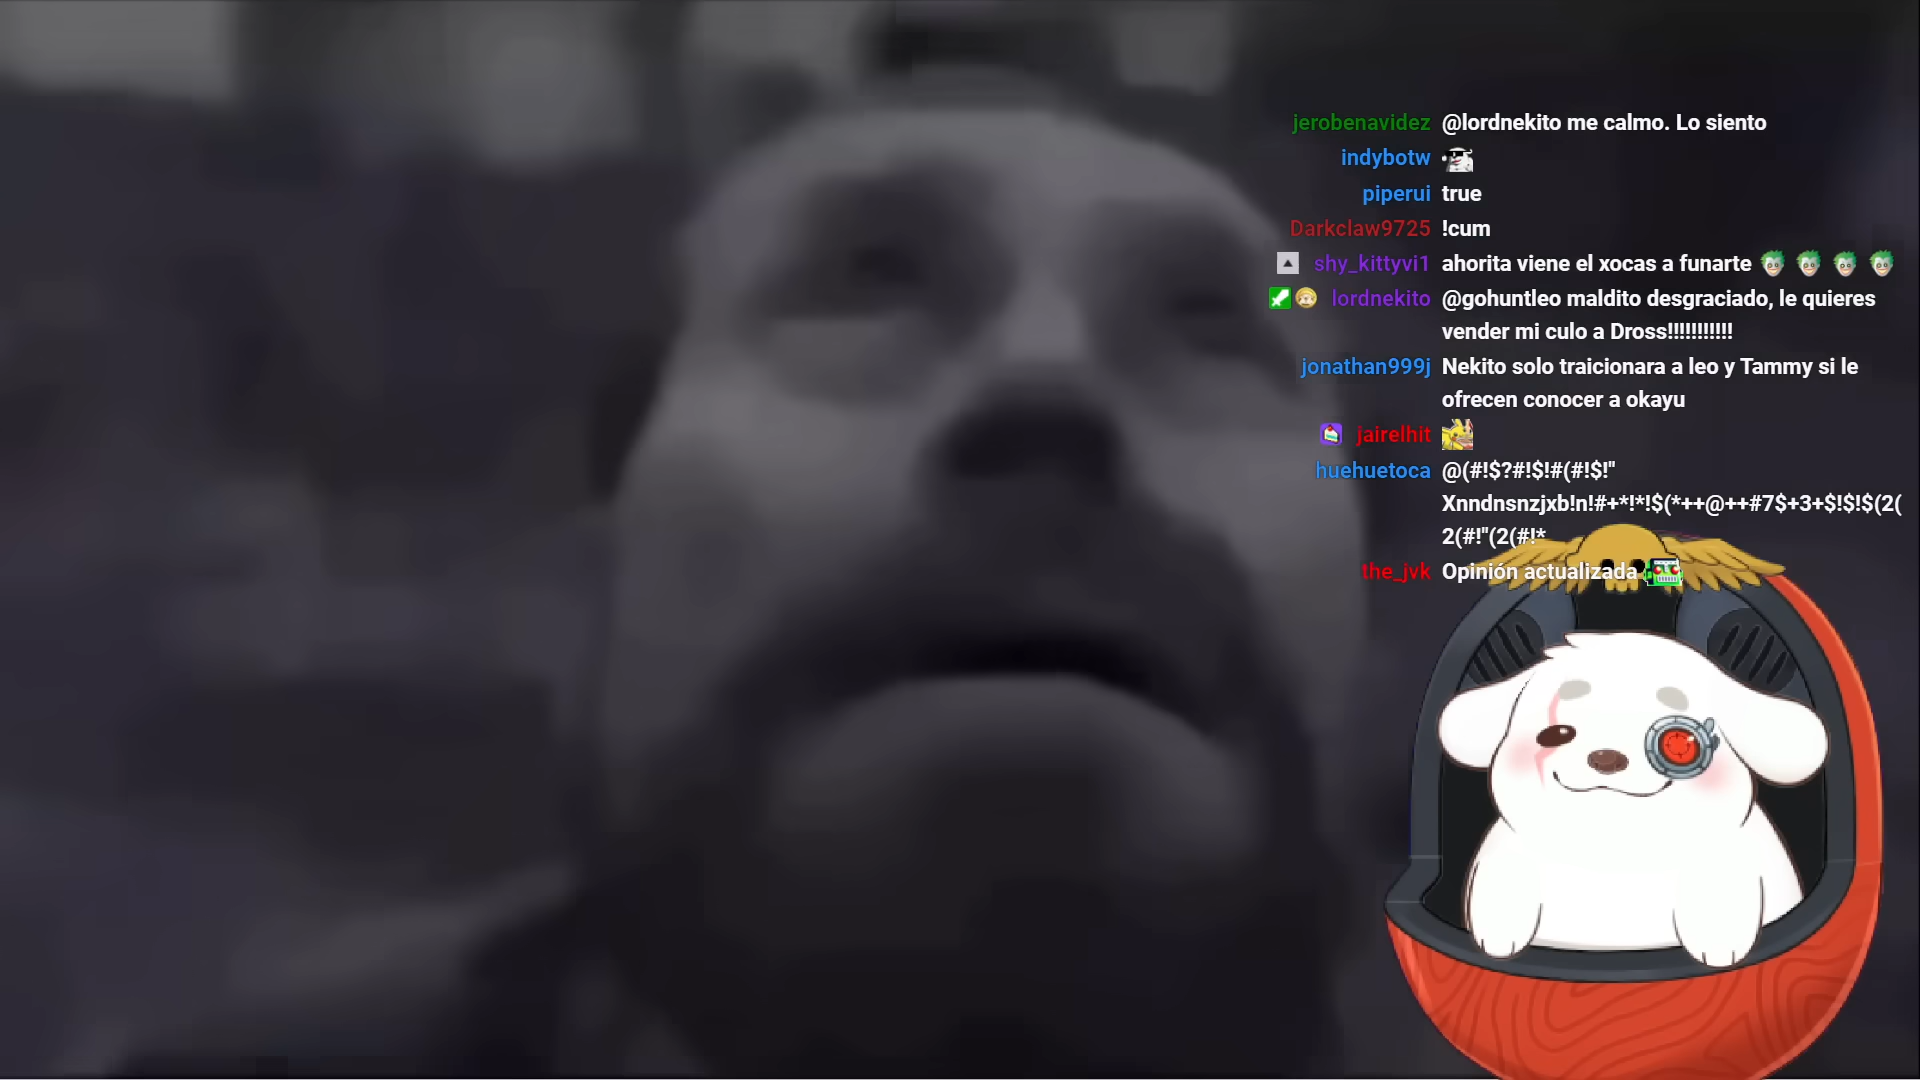 jerobenavidez @lordnekito me calmo. Lo siento
indybotw
piperui true
Darkclaw9725 !cum
shy_kittyvi1 ahorita viene el xocas a funarte
lordnekito @gohuntleo maldito desgraciado, le quieres
vender mi culo a Dross!!!!!!!!!!!
jonathan999j Nekito solo traicionara a leo y Tammy si le
ofrecen conocer a okayu
jairelhit
huehuetoca @(#!$?#!$!#(#!$!"
Xnndnsnzjxb!n!#+*!*!$(*++@++#7$+3+$!$!$(2(
2(#!"(2(#!*
the_jvk Opinión actualizada